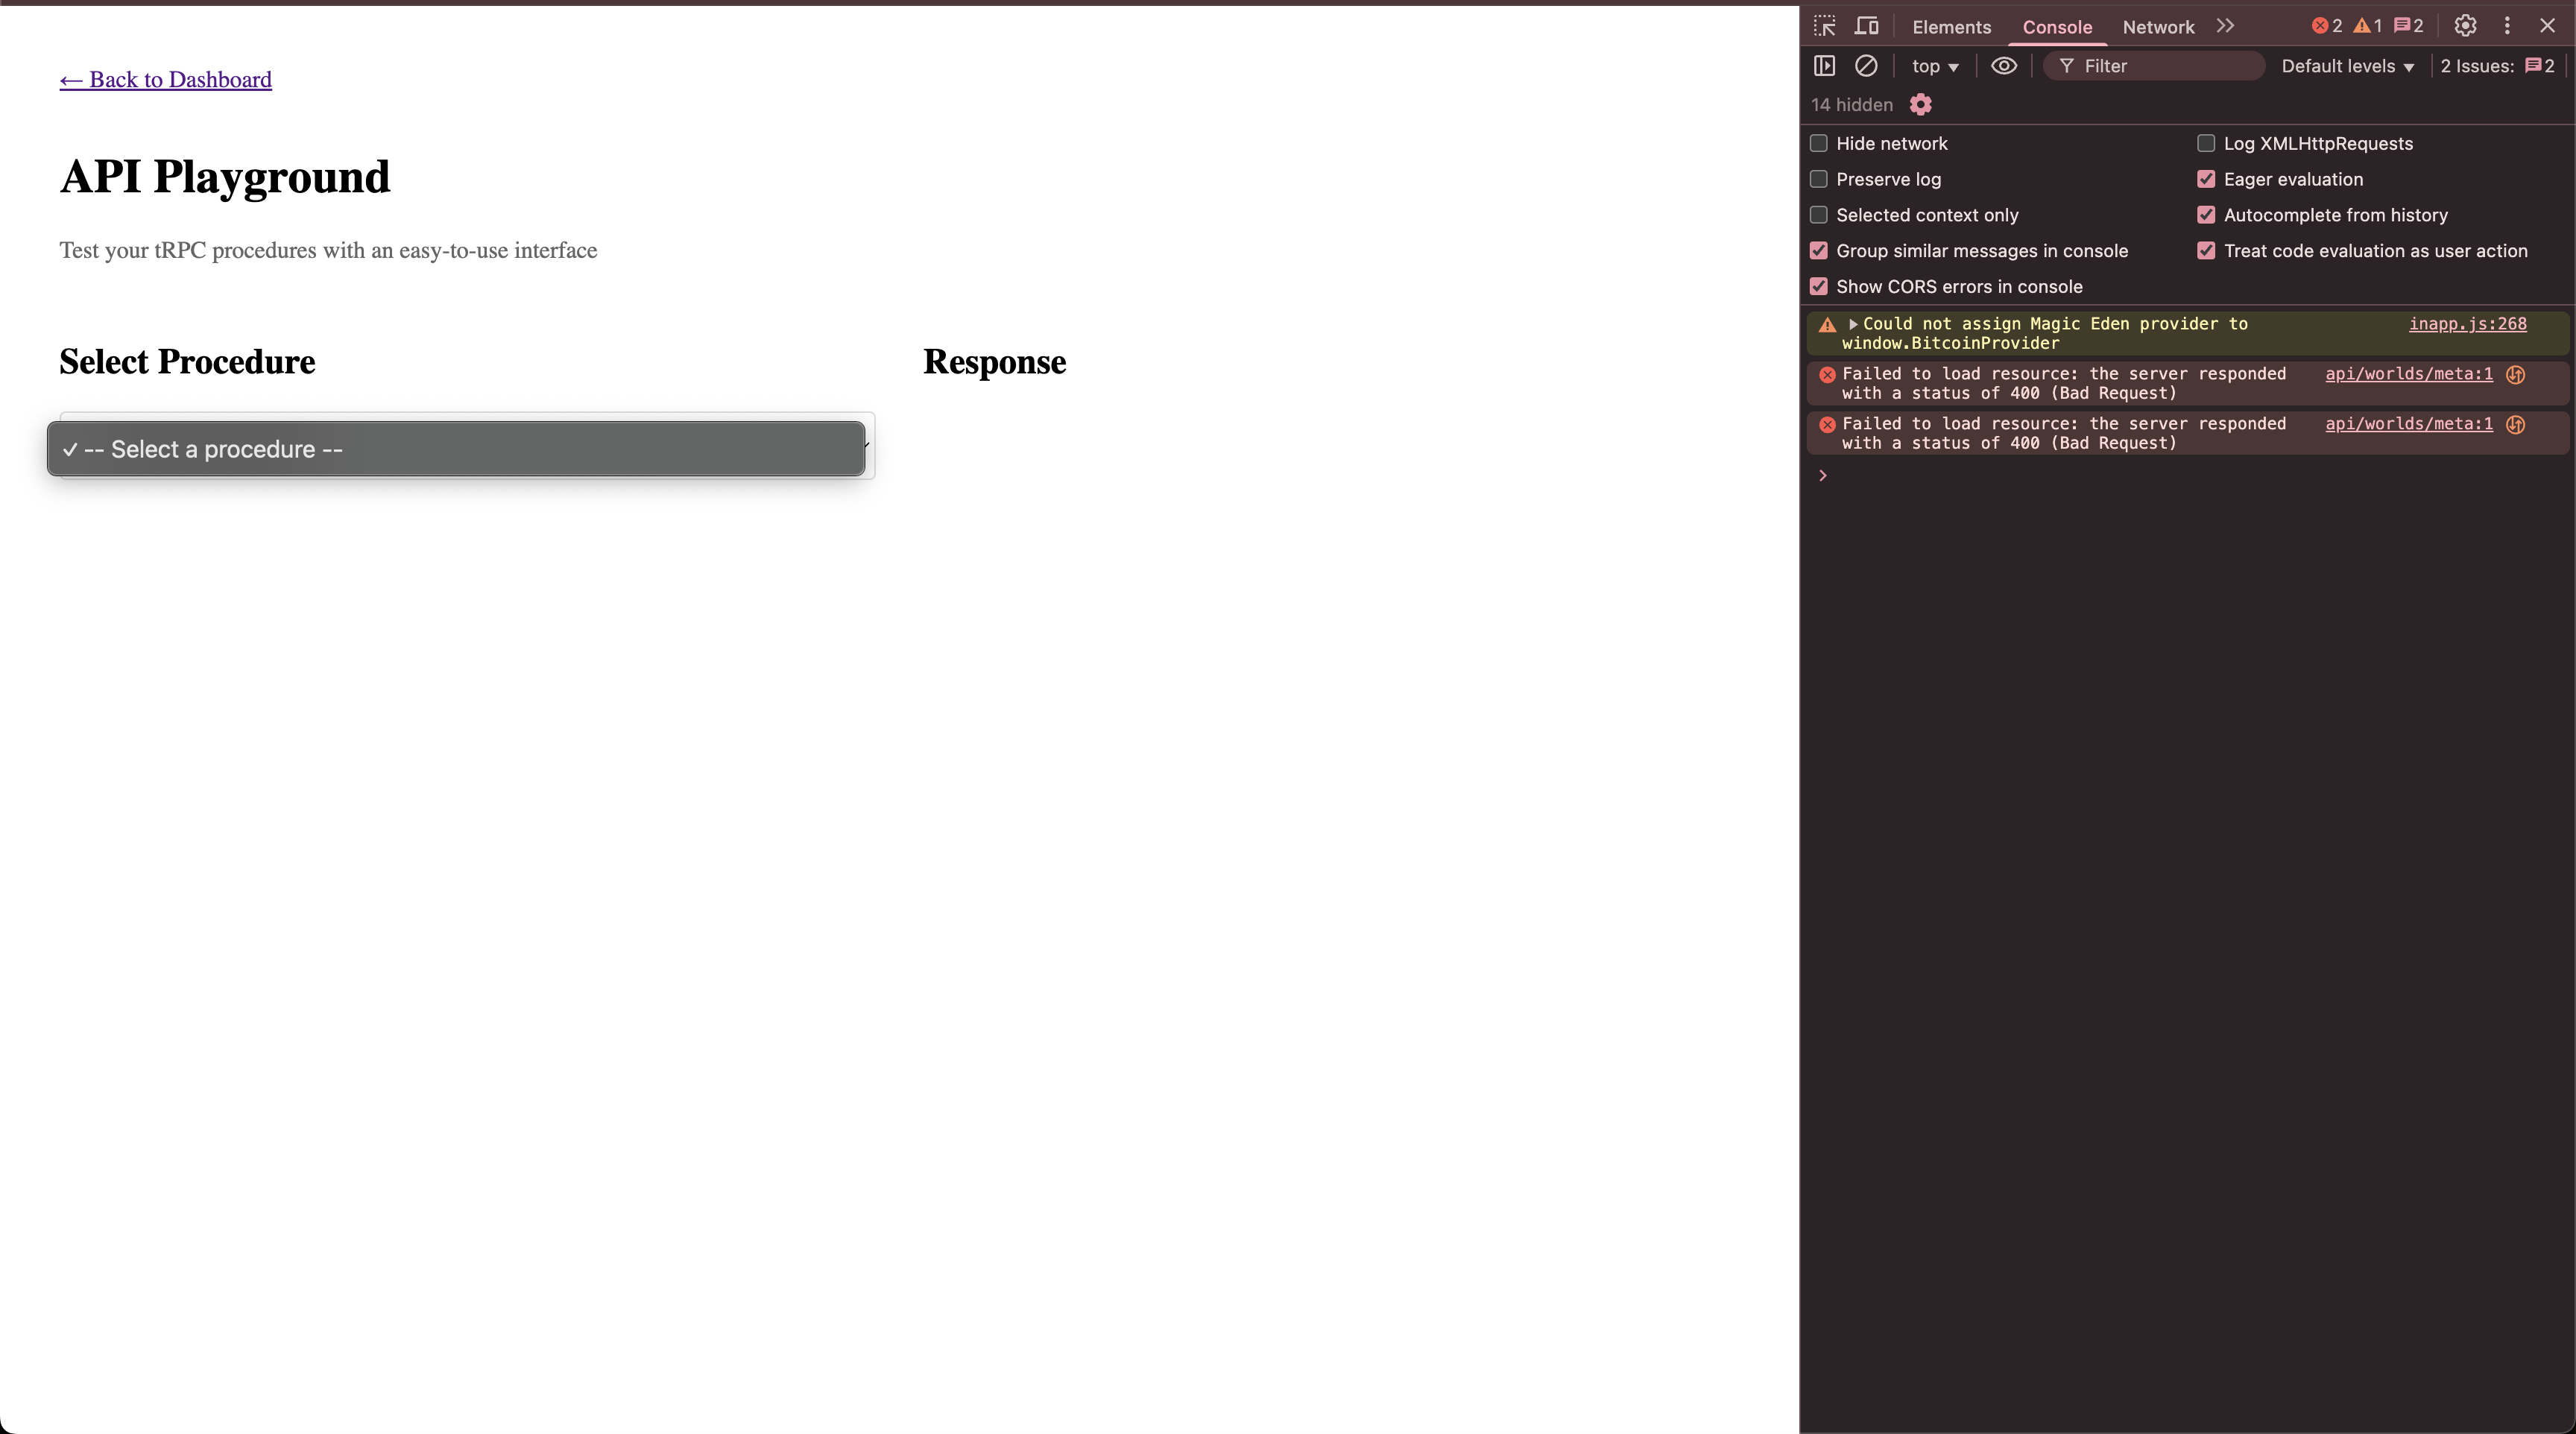 ← Back to Dashboard
API Playground
Test your tRPC procedures with an easy-to-use interface
Select Procedure
Response
✓ -- Select a procedure --
Elements
Console
Network
2
1
2
top
Filter
Default levels
2 Issues:
2
14 hidden
Hide network
Log XMLHttpRequests
Preserve log
Eager evaluation
Selected context only
Autocomplete from history
Group similar messages in console
Treat code evaluation as user action
Show CORS errors in console
Could not assign Magic Eden provider to
inapp.js:268
window.BitcoinProvider
Failed to load resource: the server responded
api/worlds/meta:1
with a status of 400 (Bad Request)
Failed to load resource: the server responded
api/worlds/meta:1
with a status of 400 (Bad Request)